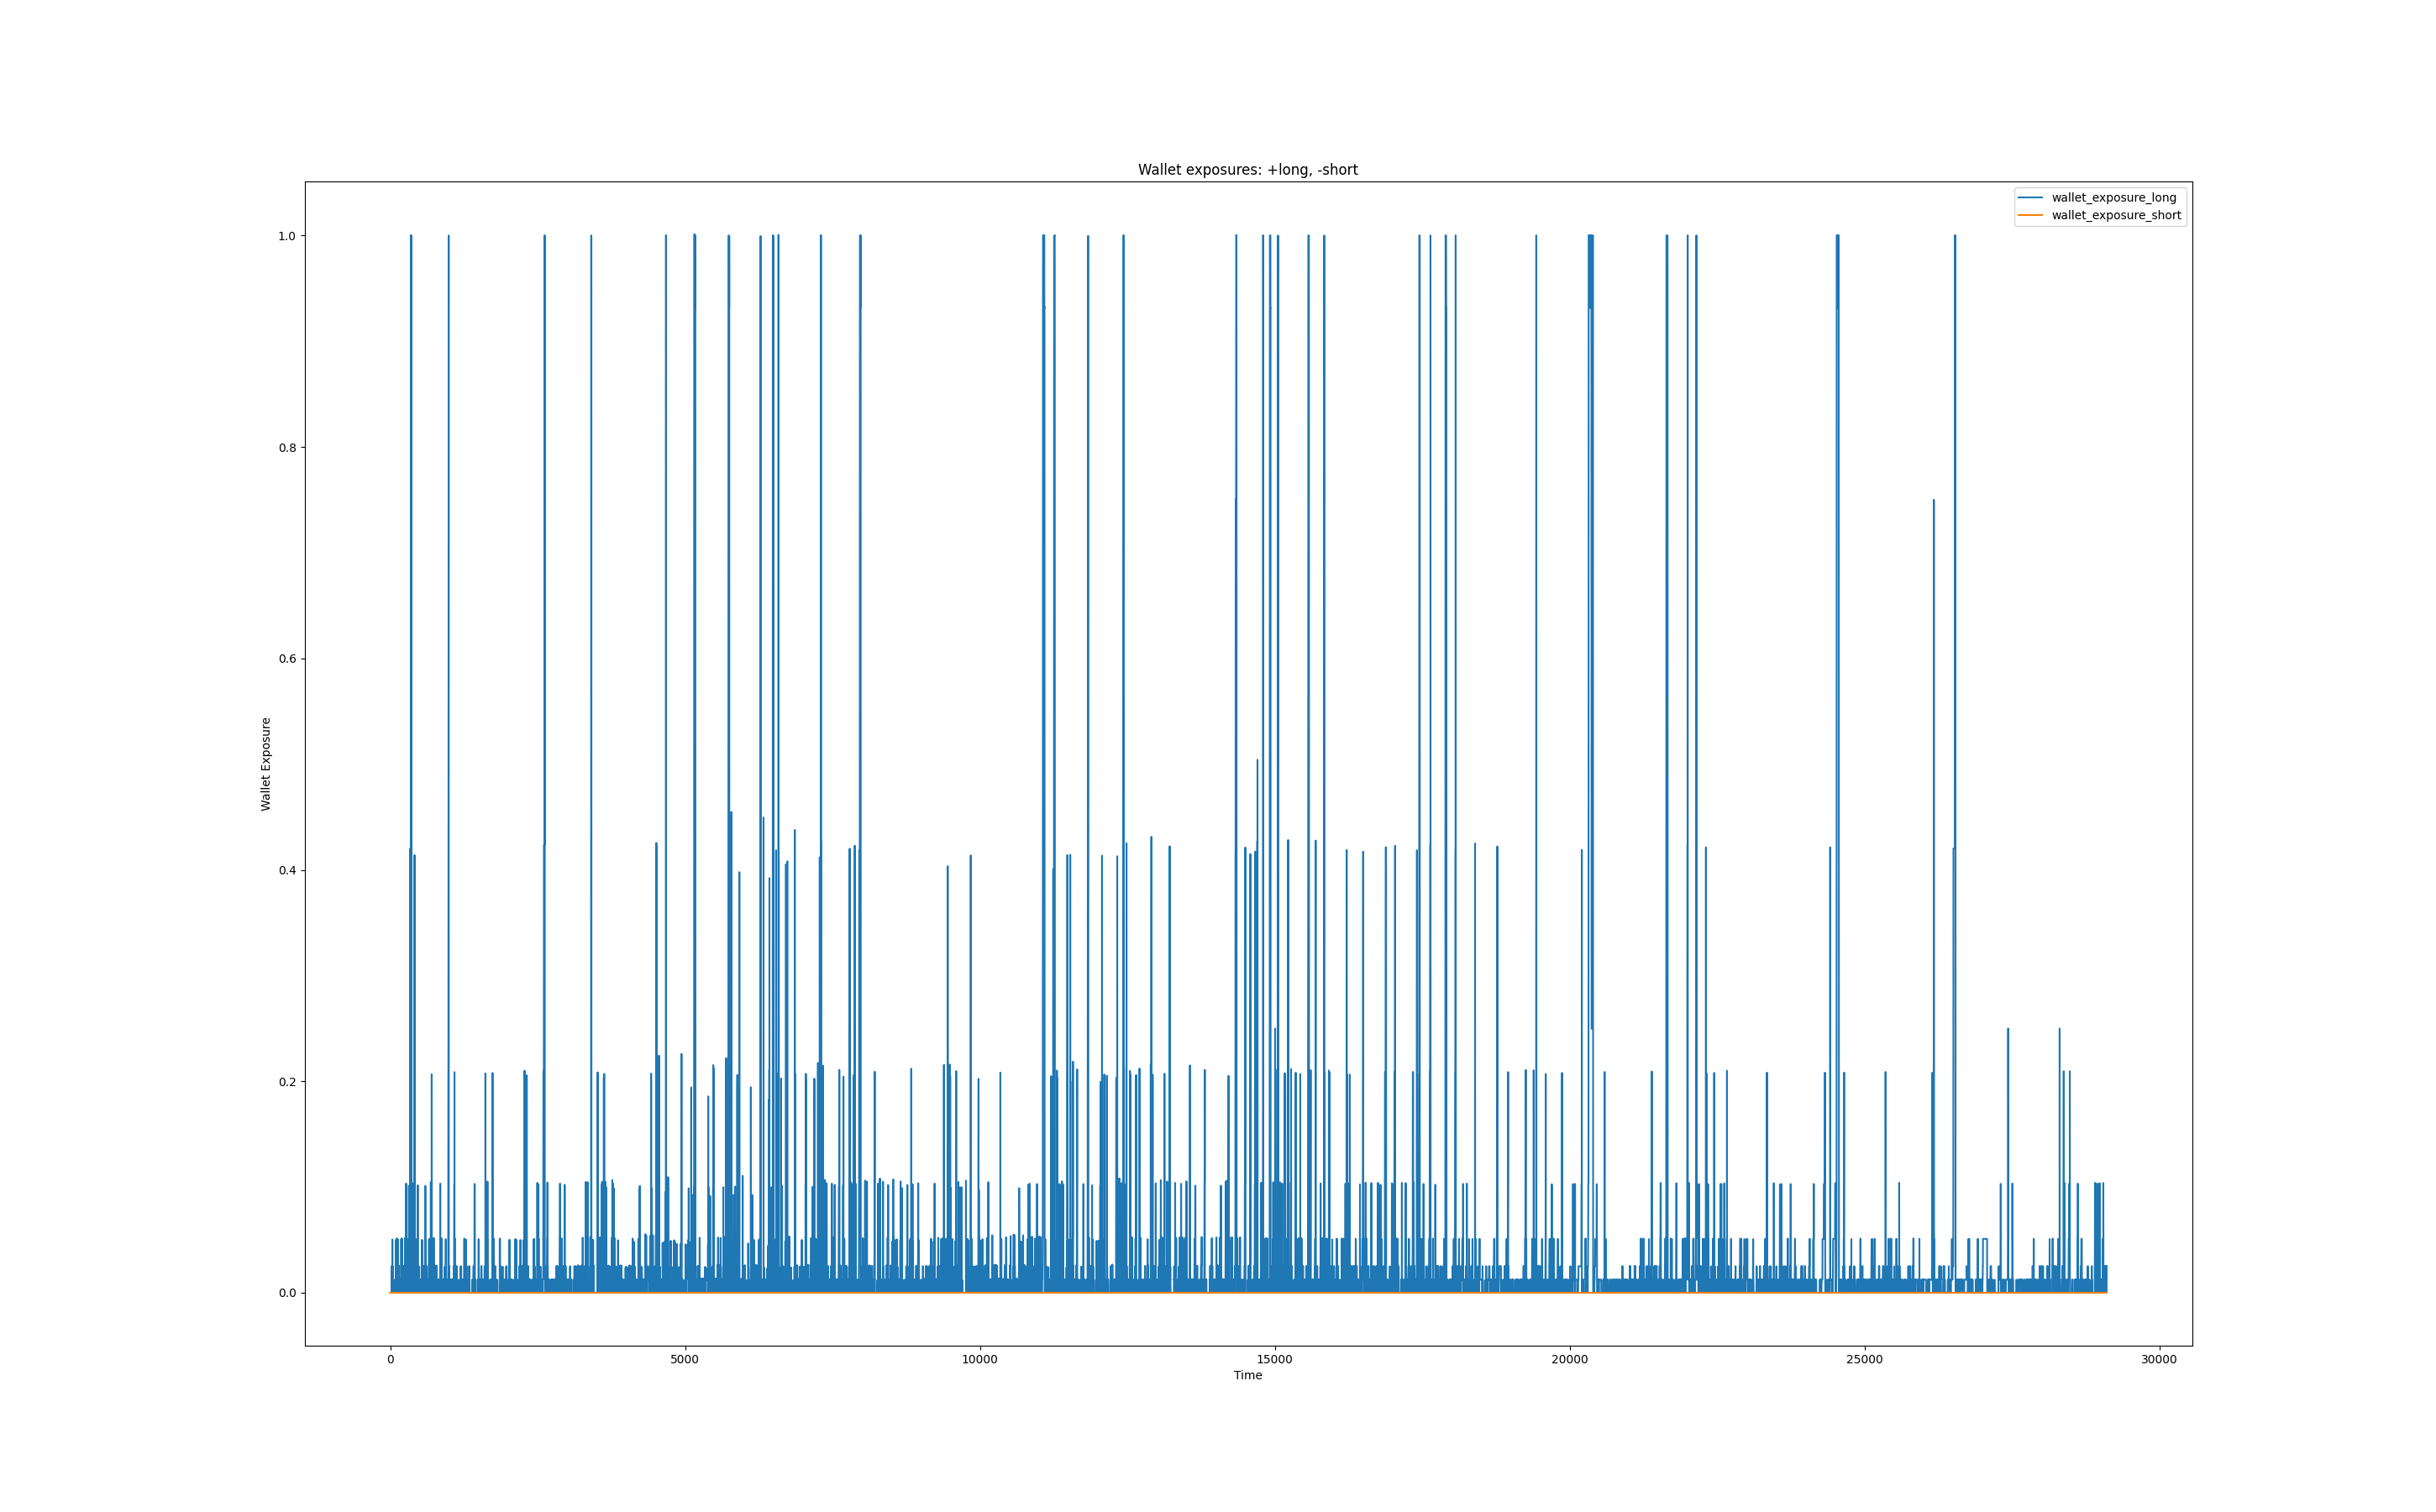 Wallet exposures: +long, -short
wallet_exposure_long
wallet_exposure_short
1.0
0.8
0.6
0.4
0.2
0.0
Wallet Exposure
0 5000 10000 15000 20000 25000 30000
Time